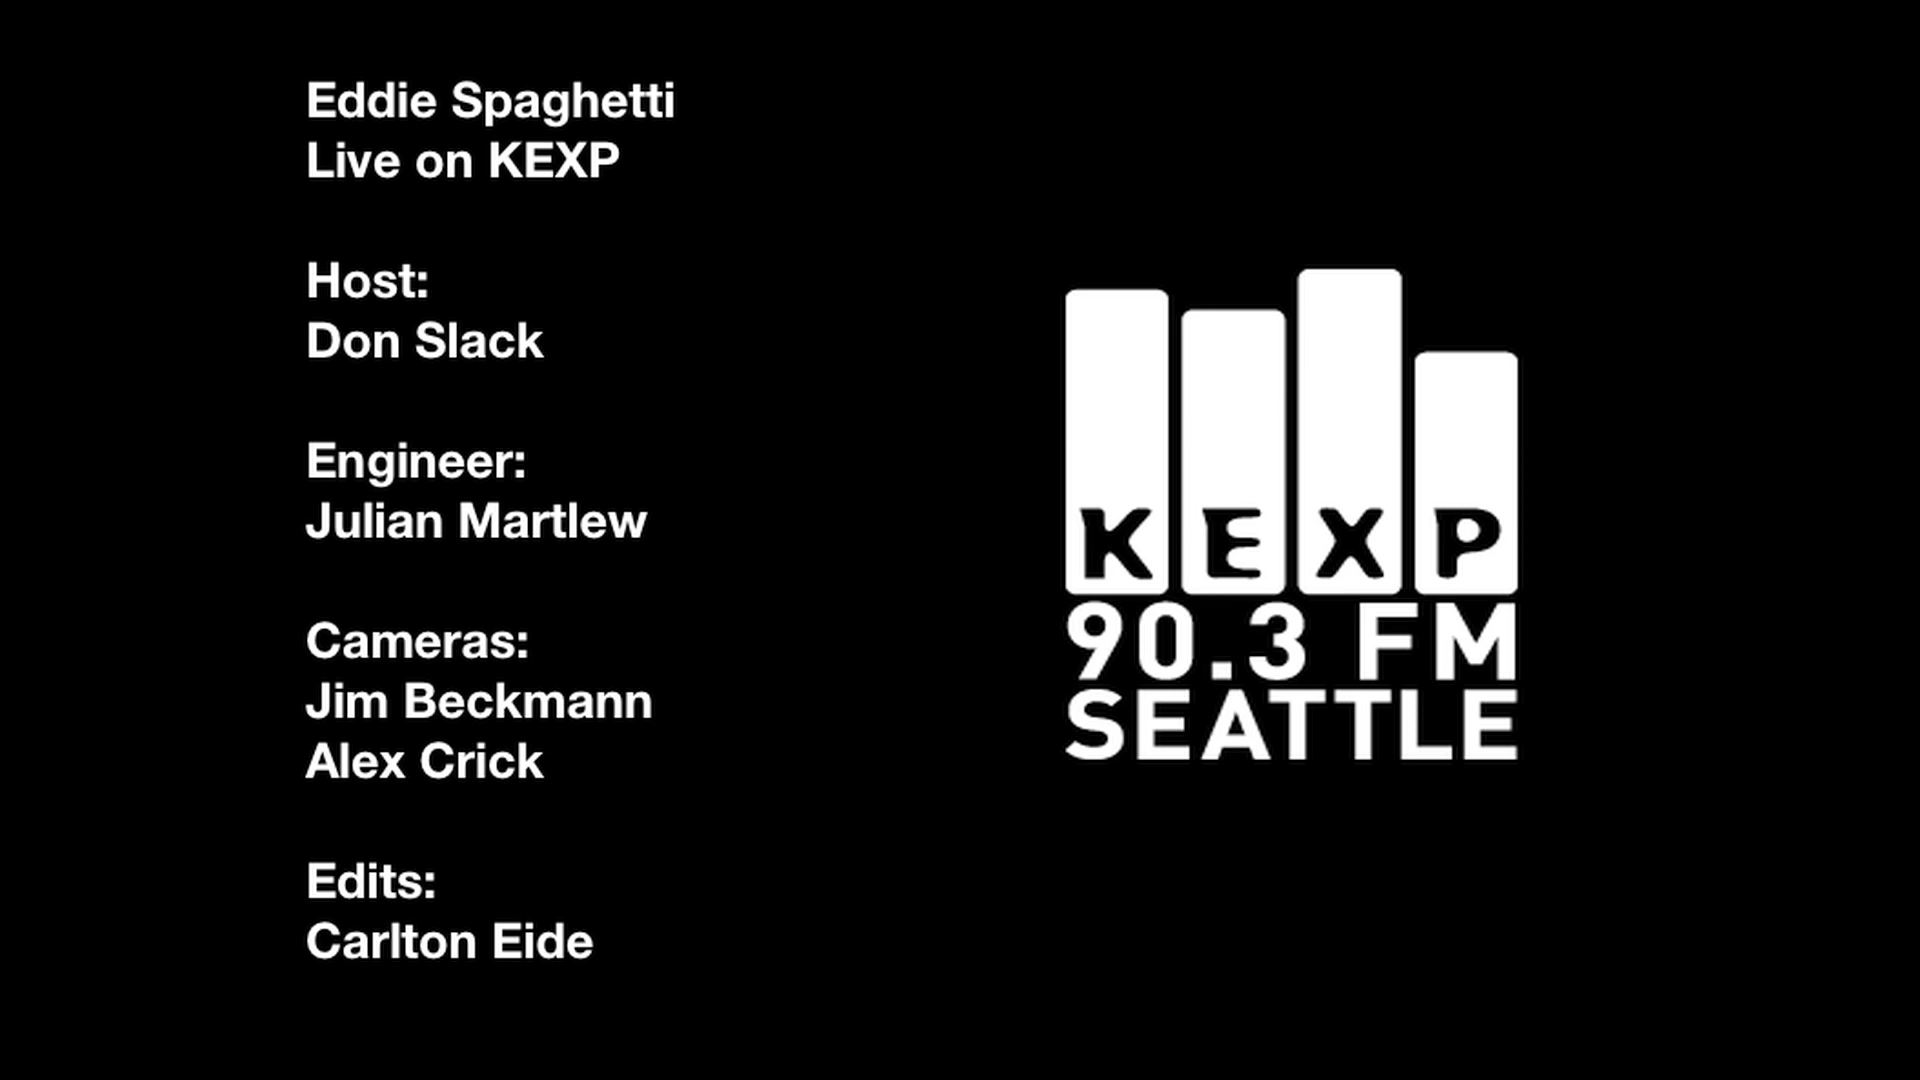 Eddie Spaghetti
Live on KEXP
Host:
Don Slack
Engineer:
Julian Martlew
Cameras:
Jim Beckmann
Alex Crick
Edits:
Carlton Eide
KEXP
90.3 FM
SEATTLE